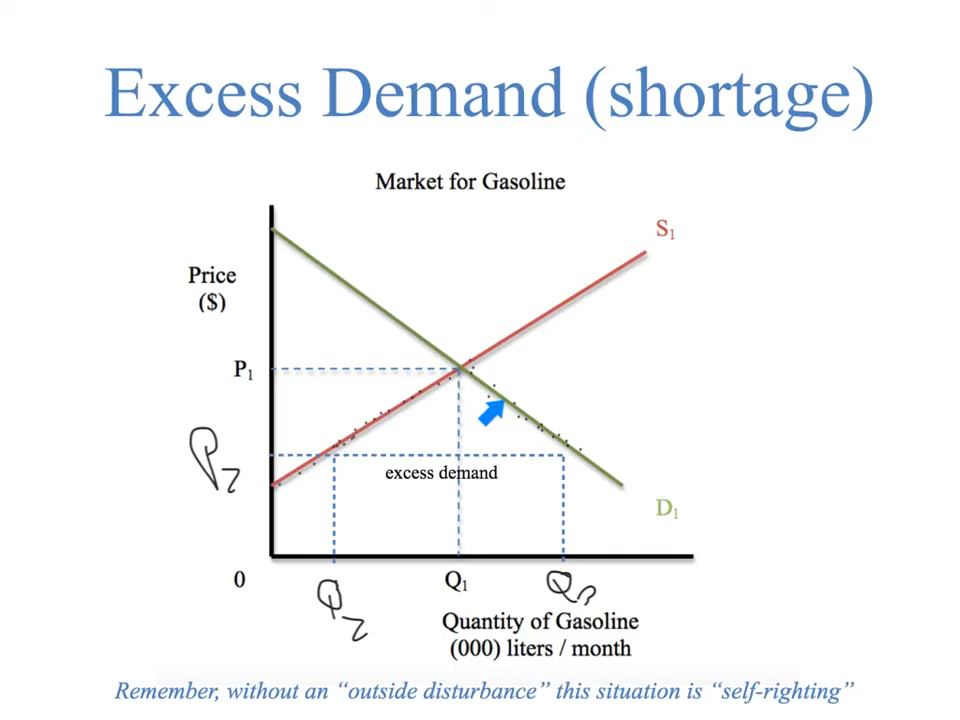 Excess Demand (shortage)
Market for Gasoline
S₁
Price
($)
P₁
P₂
excess demand
D₁
0
Q₂
Q₁
Q₃
Quantity of Gasoline
(000) liters / month
Remember, without an “outside disturbance” this situation is “self-righting”